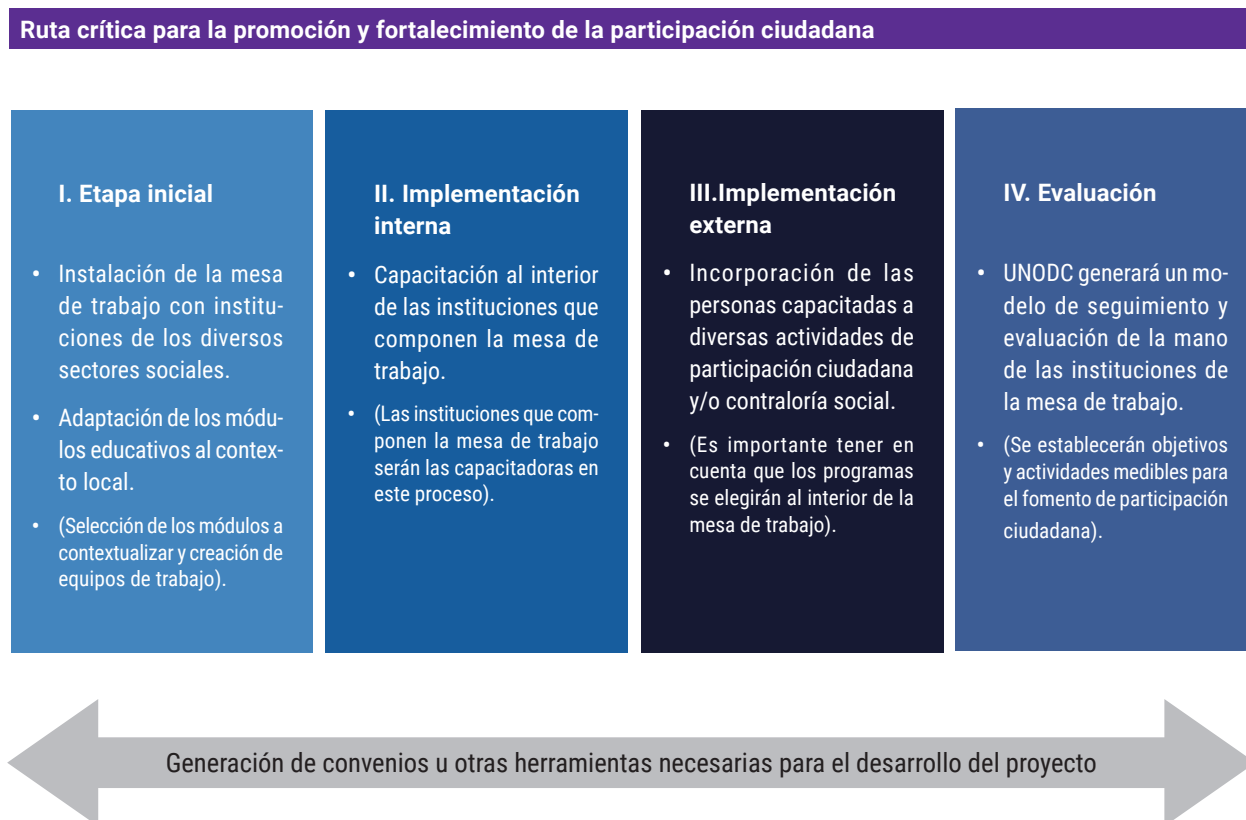 Ruta crítica para la promoción y fortalecimiento de la participación ciudadana
I. Etapa inicial
• Instalación de la mesa
de trabajo con institu-
ciones de los diversos
sectores sociales.
• Adaptación de los módu-
los educativos al contex-
to local.
• (Selección de los módulos a
contextualizar y creación de
equipos de trabajo).
II. Implementación
interna
• Capacitación al interior
de las instituciones que
componen la mesa de
trabajo.
• (Las instituciones que com-
ponen la mesa de trabajo
serán las capacitadoras en
este proceso).
III.Implementación
externa
• Incorporación de las
personas capacitadas a
diversas actividades de
participación ciudadana
y/o contraloría social.
• (Es importante tener en
cuenta que los programas
se elegirán al interior de la
mesa de trabajo).
IV. Evaluación
• UNODC generará un mo-
delo de seguimiento y
evaluación de la mano
de las instituciones de
la mesa de trabajo.
• (Se establecerán objetivos
y actividades medibles para
el fomento de participación
ciudadana).
Generación de convenios u otras herramientas necesarias para el desarrollo del proyecto